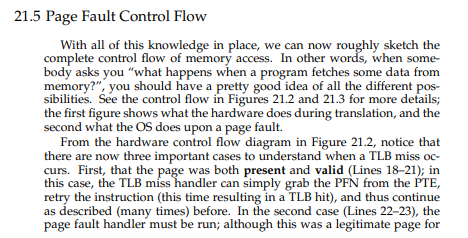 21.5 Page Fault Control Flow
With all of this knowledge in place, we can now roughly sketch the
complete control flow of memory access. In other words, when some-
body asks you “what happens when a program fetches some data from
memory?”, you should have a pretty good idea of all the different pos-
sibilities. See the control flow in Figures 21.2 and 21.3 for more details;
the first figure shows what the hardware does during translation, and the
second what the OS does upon a page fault.
From the hardware control flow diagram in Figure 21.2, notice that
there are now three important cases to understand when a TLB miss oc-
curs. First, that the page was both present and valid (Lines 18–21); in
this case, the TLB miss handler can simply grab the PFN from the PTE,
retry the instruction (this time resulting in a TLB hit), and thus continue
as described (many times) before. In the second case (Lines 22–23), the
page fault handler must be run; although this was a legitimate page for